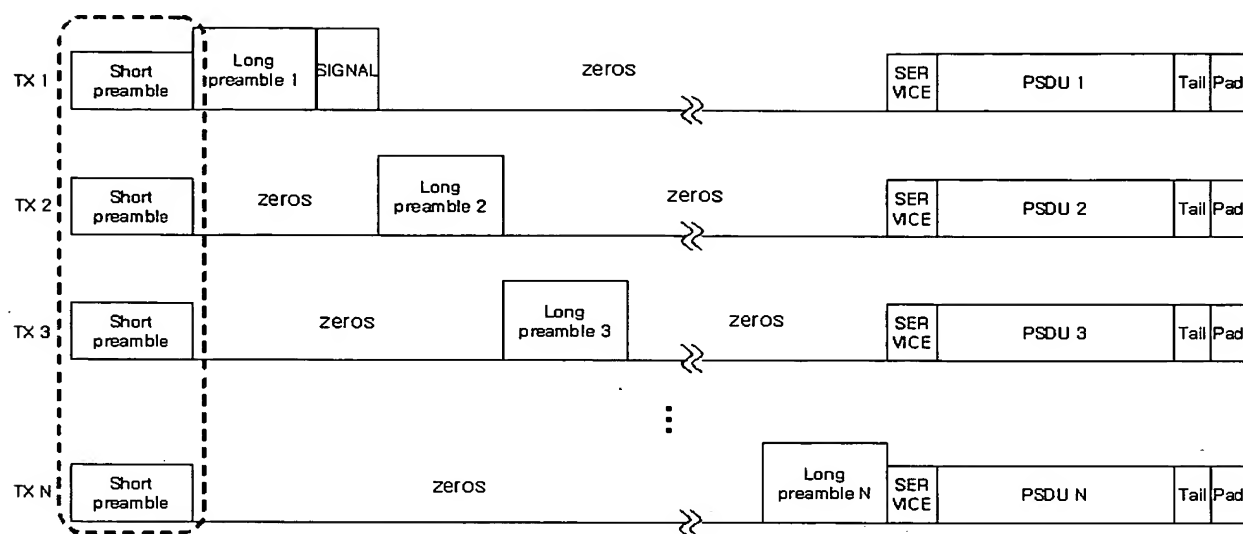 TX 1
Short
preamble
Long
preamble 1
SIGNAL
zeros
SER
VICE
PSDU 1
Tail
Pad
TX 2
Short
preamble
zeros
Long
preamble 2
zeros
SER
VICE
PSDU 2
Tail
Pad
TX 3
Short
preamble
zeros
Long
preamble 3
zeros
SER
VICE
PSDU 3
Tail
Pad
TX N
Short
preamble
zeros
Long
preamble N
SER
VICE
PSDU N
Tail
Pad